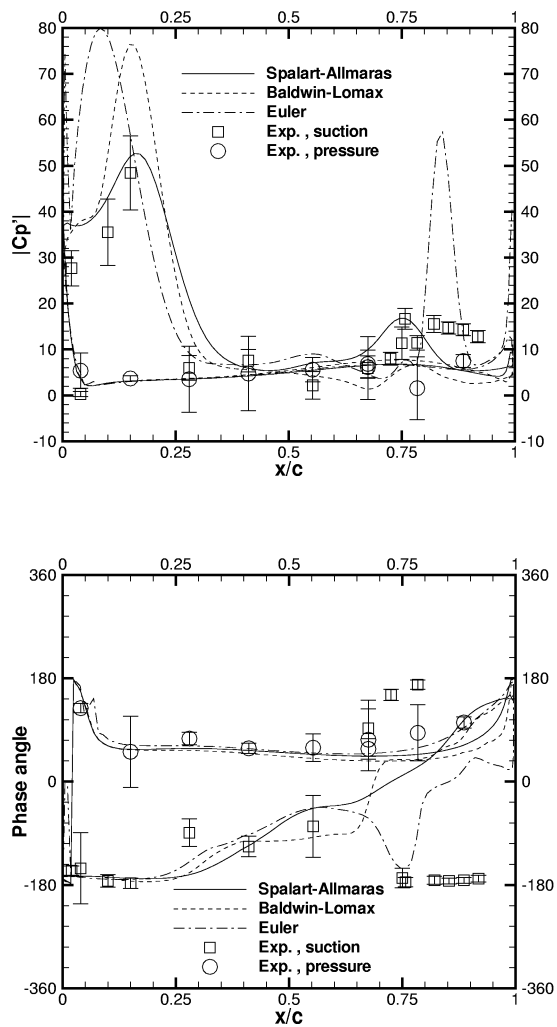 0 0.25 0.5 0.75 1
80 80
70 70
60 60
50 50
40 40
30 30
20 20
10 10
0 0
-10 -10
|Cp'|
Spalart-Allmaras
Baldwin-Lomax
Euler
Exp. , suction
Exp. , pressure
0 0.25 0.5 0.75 1
x/c
0 0.25 0.5 0.75 1
360 360
180 180
0 0
-180 -180
-360 -360
Phase angle
Spalart-Allmaras
Baldwin-Lomax
Euler
Exp. , suction
Exp. , pressure
0 0.25 0.5 0.75 1
x/c